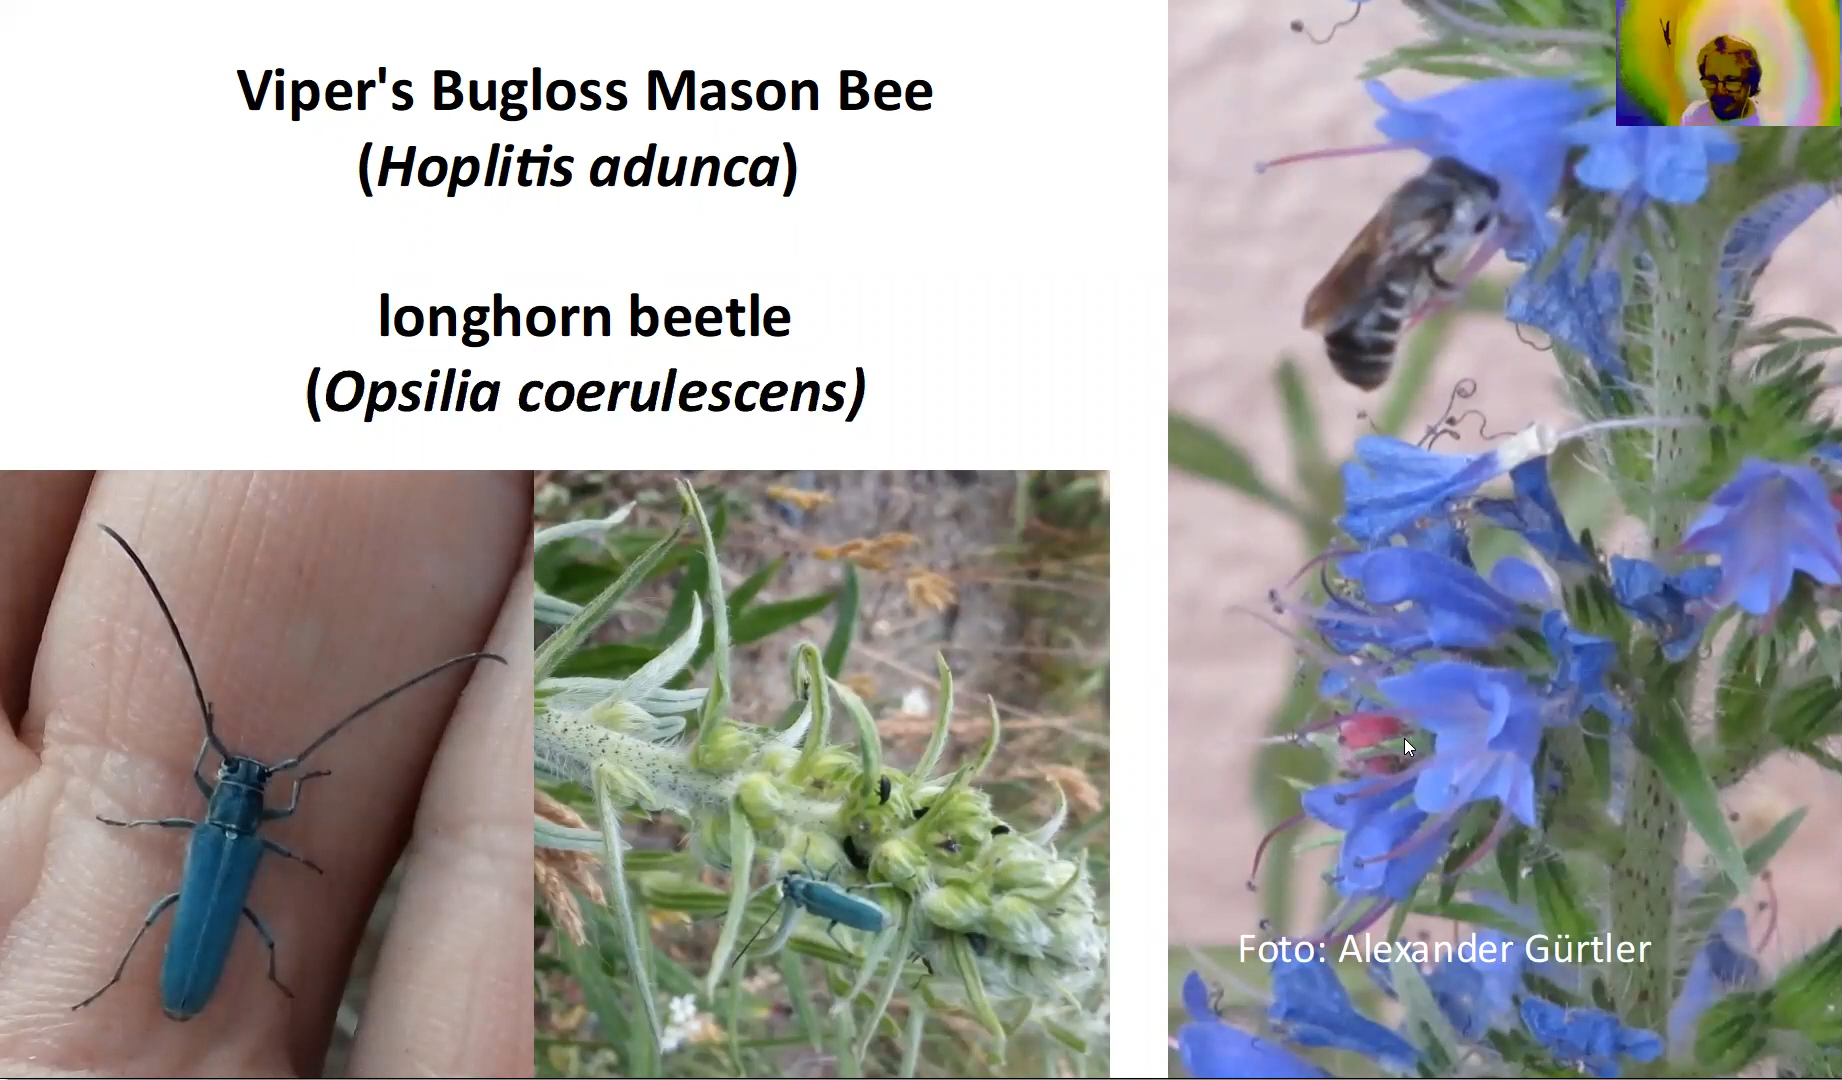 Viper's Bugloss Mason Bee
(Hoplitis adunca)
longhorn beetle
(Opsilia coerulescens)
Foto: Alexander Gürtler